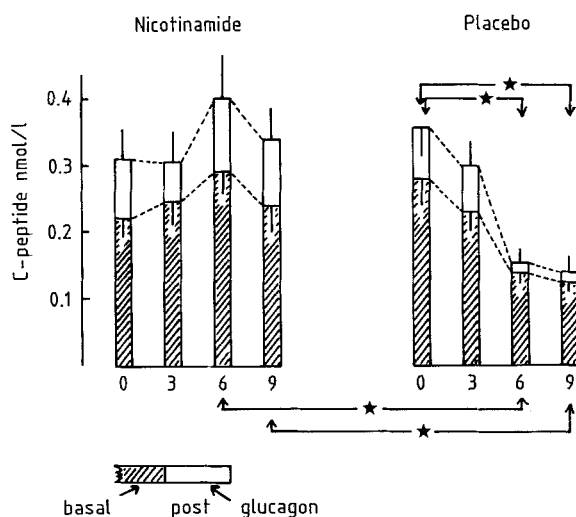 Nicotinamide Placebo
C-peptide nmol/l
0.4
0.3
0.2
0.1
0 3 6 9 0 3 6 9
basal post glucagon